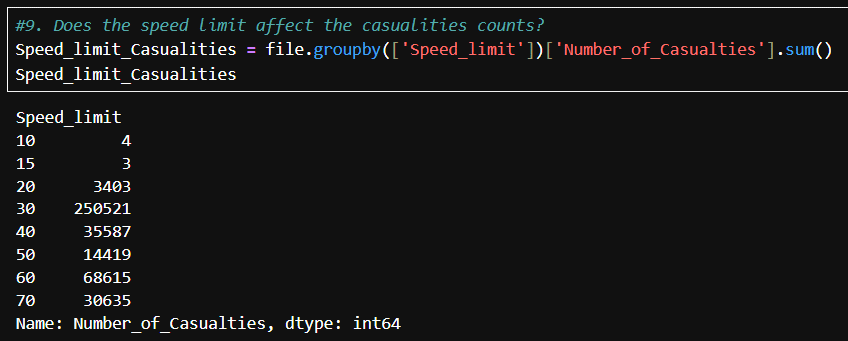 #9. Does the speed limit affect the casualities counts?
Speed_limit_Casualities = file.groupby(['Speed_limit'])['Number_of_Casualties'].sum()
Speed_limit_Casualities
Speed_limit
10 4
15 3
20 3403
30 250521
40 35587
50 14419
60 68615
70 30635
Name: Number_of_Casualties, dtype: int64